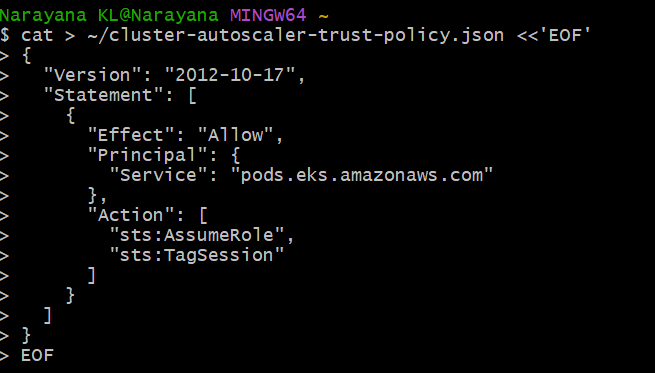 Narayana KL@Narayana MINGW64 ~
$ cat > ~/cluster-autoscaler-trust-policy.json <<'EOF'
> {
>   "Version": "2012-10-17",
>   "Statement": [
>     {
>       "Effect": "Allow",
>       "Principal": {
>         "Service": "pods.eks.amazonaws.com"
>       },
>       "Action": [
>         "sts:AssumeRole",
>         "sts:TagSession"
>       ]
>     }
>   ]
> }
> EOF